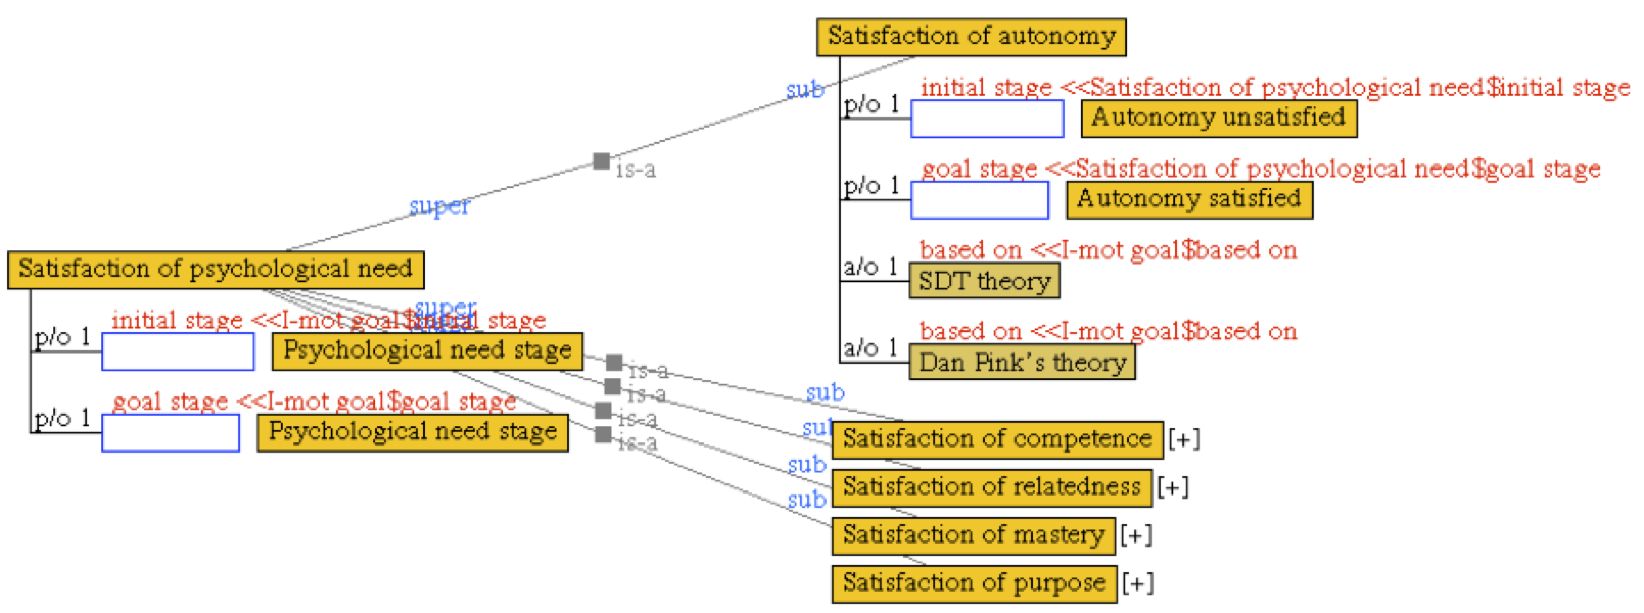 Satisfaction of autonomy
sub
initial stage <<Satisfaction of psychological need$initial stage
p/o 1
Autonomy unsatisfied
is-a
goal stage <<Satisfaction of psychological need$goal stage
p/o 1
Autonomy satisfied
super
based on <<I-mot goal$based on
a/o 1
SDT theory
Satisfaction of psychological need
super
initial stage <<I-mot goal$initial stage
p/o 1
Psychological need stage
based on <<I-mot goal$based on
a/o 1
Dan Pink's theory
is-a
is-a
sub
goal stage <<I-mot goal$goal stage
p/o 1
Psychological need stage
is-a
is-a
sub
Satisfaction of competence [+]
sub
Satisfaction of relatedness [+]
sub
Satisfaction of mastery [+]
Satisfaction of purpose [+]